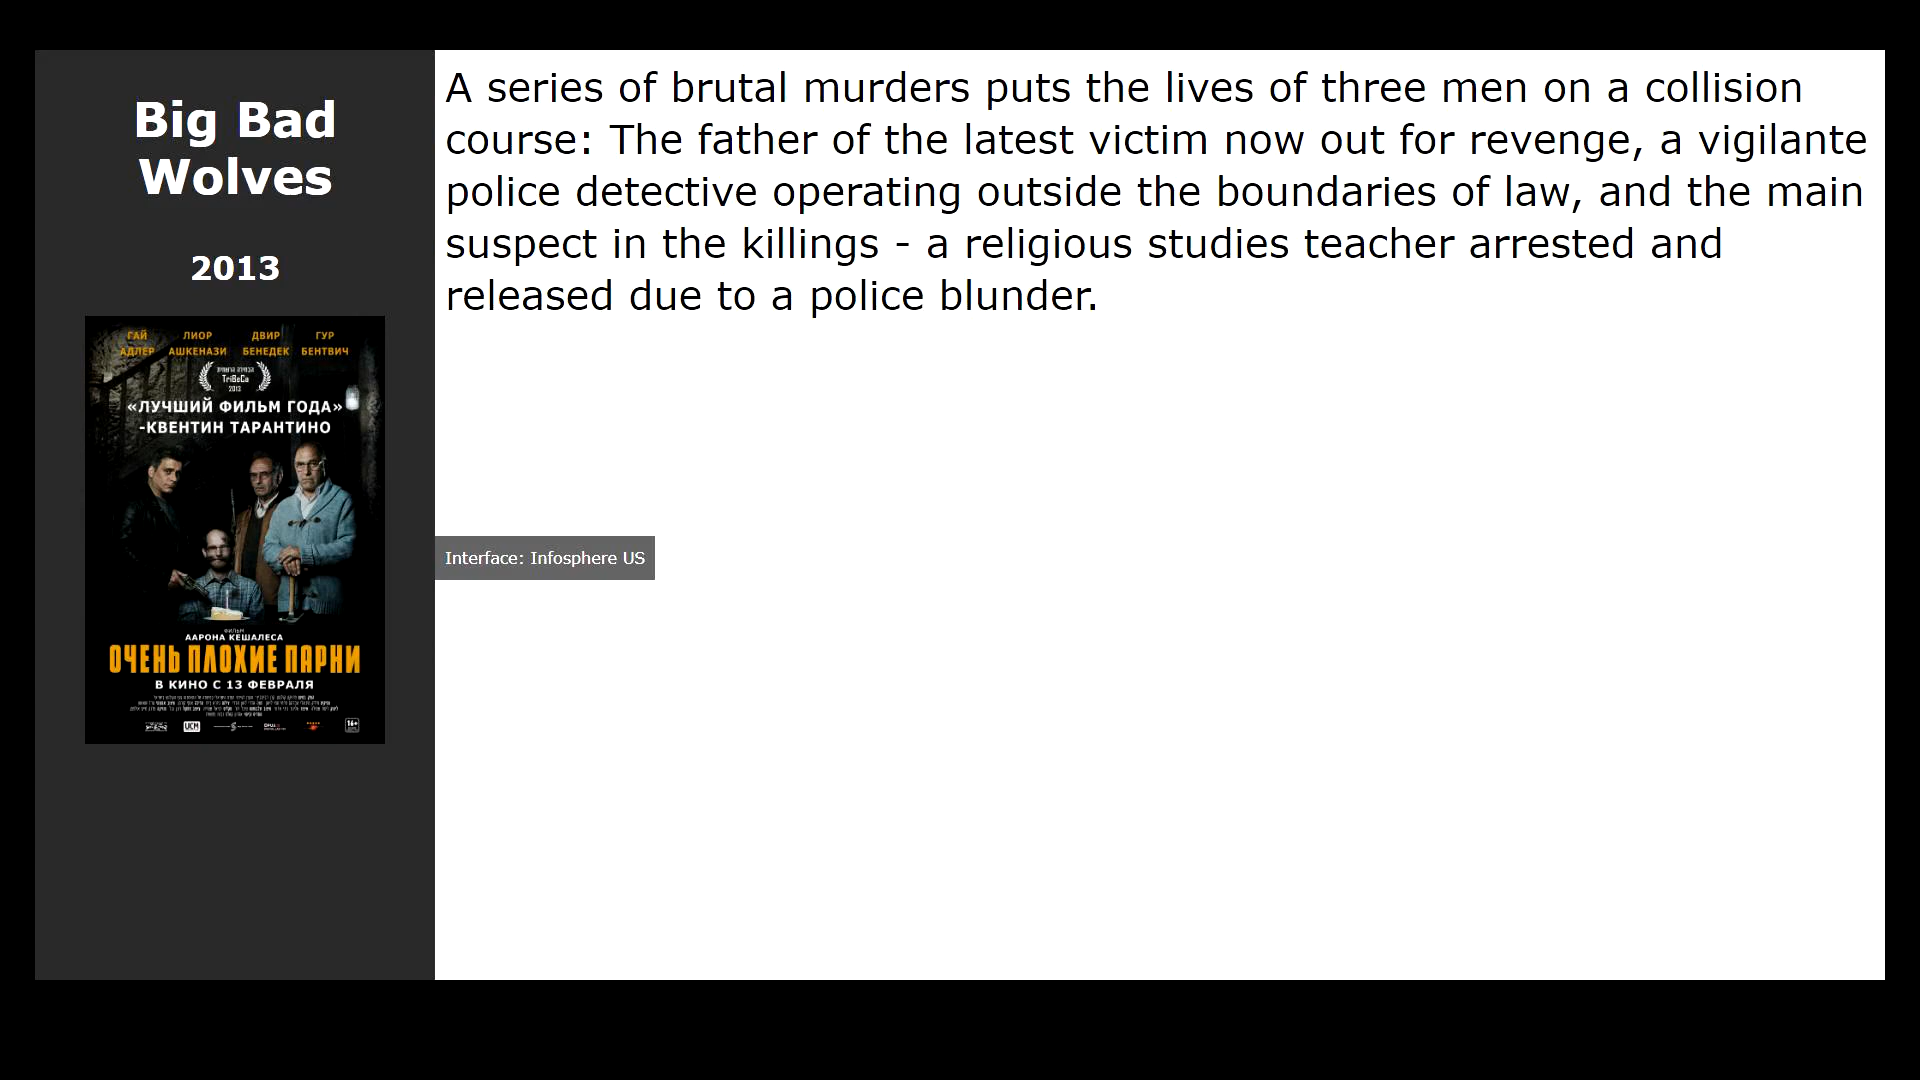 Big Bad
Wolves
2013
ГАЙ ЛИОР ДВИР ГУР
АДЛЕР АШКЕНАЗИ БЕНЕДЕК БЕНТВИЧ
TriBeCa
2013
«ЛУЧШИЙ ФИЛЬМ ГОДА»
-КВЕНТИН ТАРАНТИНО
ФИЛЬМ
ААРОНА КЕШАЛЕСА
ОЧЕНЬ ПЛОХИЕ ПАРНИ
В КИНО С 13 ФЕВРАЛЯ
UCM
16+
A series of brutal murders puts the lives of three men on a collision
course: The father of the latest victim now out for revenge, a vigilante
police detective operating outside the boundaries of law, and the main
suspect in the killings - a religious studies teacher arrested and
released due to a police blunder.
Interface: Infosphere US